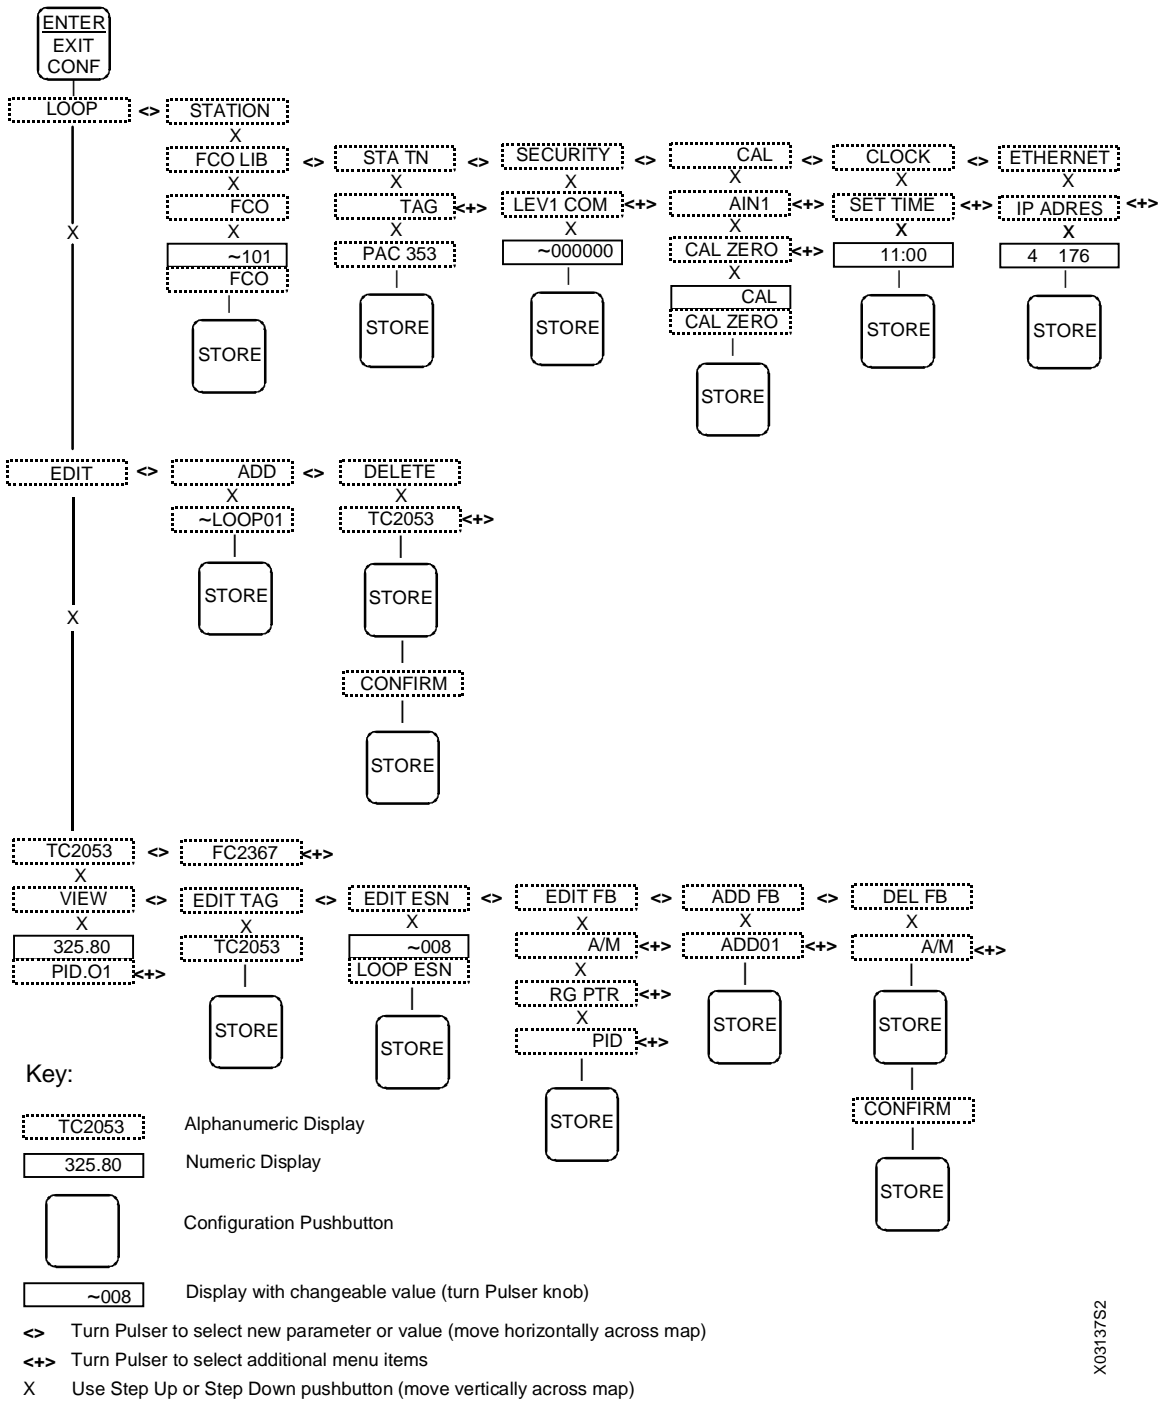 ENTER
EXIT
CONF
LOOP <> STATION
X
FCO LIB <> STA TN <> SECURITY <> CAL <> CLOCK <> ETHERNET
X X X X X X
FCO TAG <+> LEV1 COM <+> AIN1 <+> SET TIME <+> IP ADRES <+>
X X X X X X X
~101 PAC 353 ~000000 CAL ZERO <+> 11:00 4 176
FCO X
CAL
CAL ZERO
STORE STORE STORE STORE STORE STORE
EDIT <> ADD <> DELETE
X X
~LOOP01 TC2053 <+>
STORE STORE
X
CONFIRM
STORE
TC2053 <> FC2367 <+>
X
VIEW <> EDIT TAG <> EDIT ESN <> EDIT FB <> ADD FB <> DEL FB
X X X X X X
325.80 TC2053 ~008 A/M <+> ADD01 <+> A/M <+>
PID.O1 <+> LOOP ESN X
RG PTR <+>
X
PID <+>
STORE STORE STORE STORE STORE
CONFIRM
STORE
Key:
TC2053 Alphanumeric Display
325.80 Numeric Display
Configuration Pushbutton
~008 Display with changeable value (turn Pulser knob)
<> Turn Pulser to select new parameter or value (move horizontally across map)
<+> Turn Pulser to select additional menu items
X Use Step Up or Step Down pushbutton (move vertically across map)
X03137S2